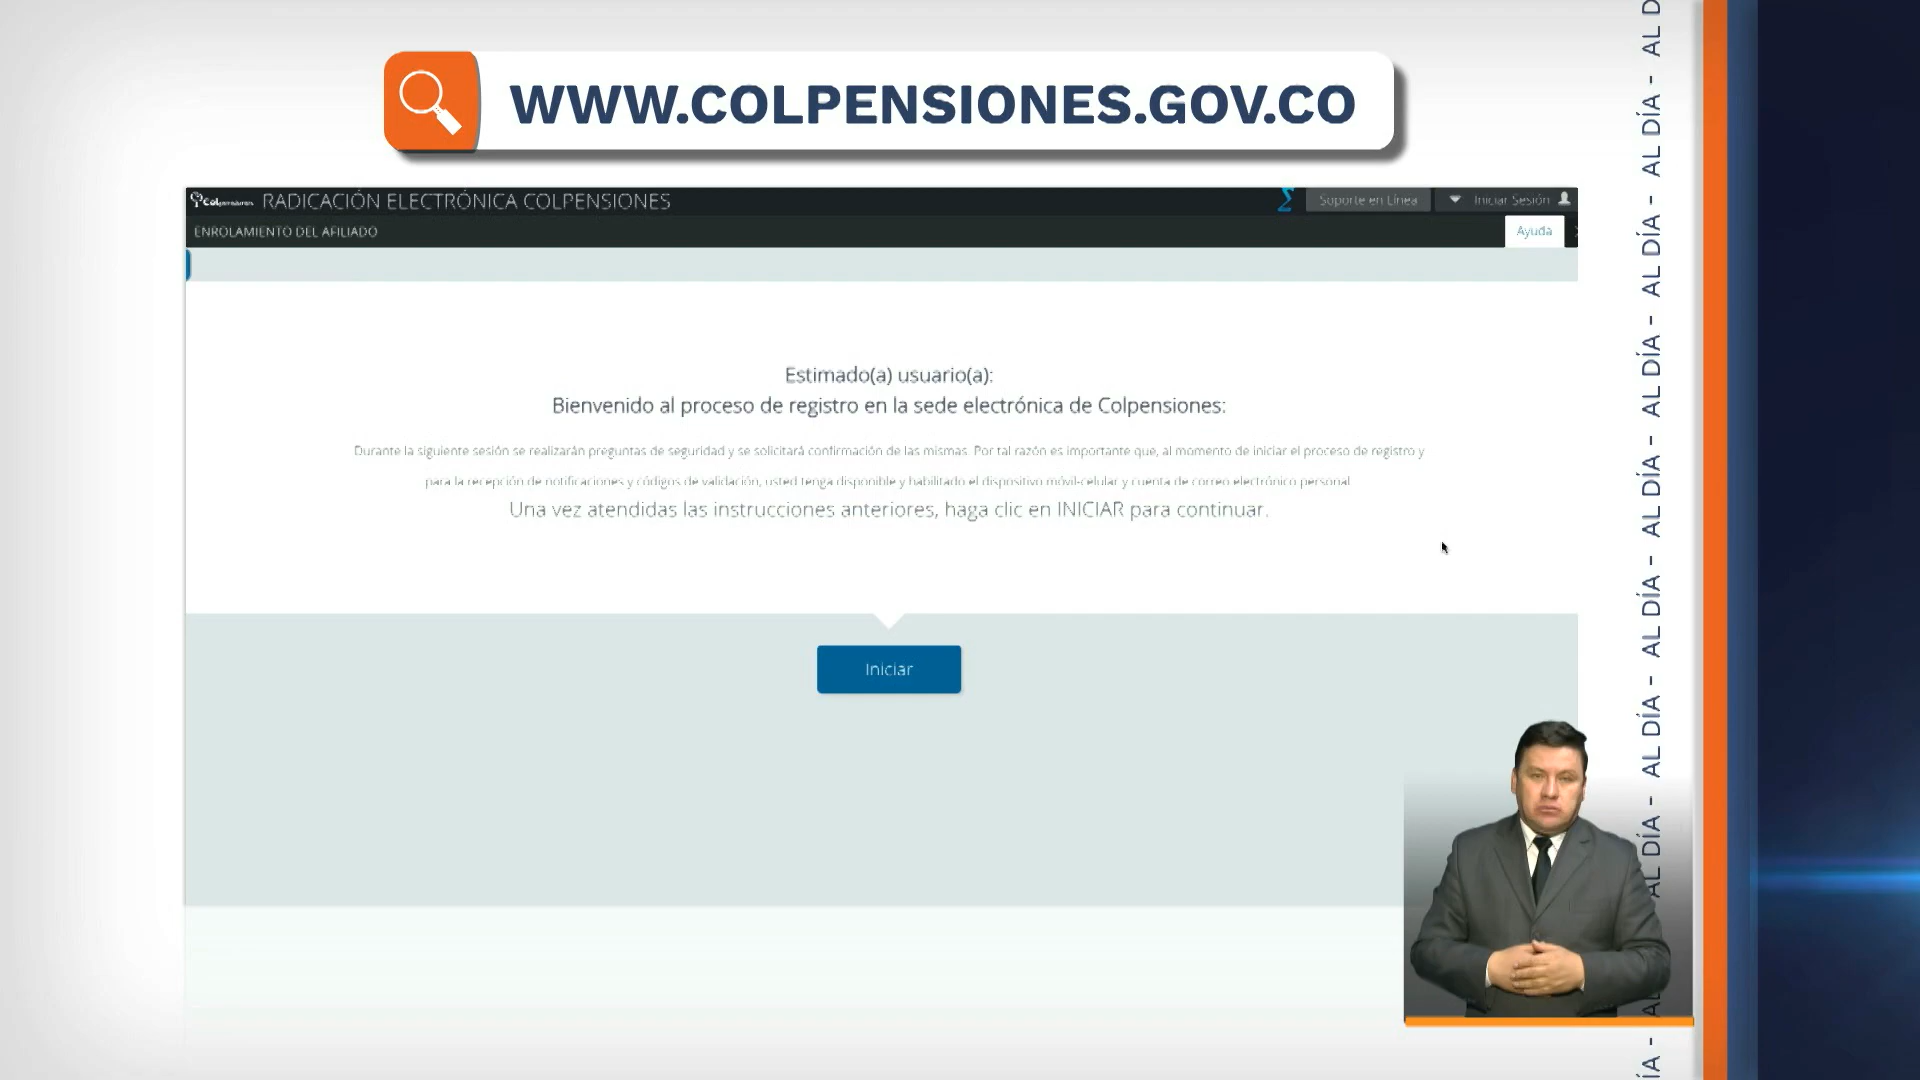 WWW.COLPENSIONES.GOV.CO
Colpensiones RADICACIÓN ELECTRÓNICA COLPENSIONES
Soporte en Línea
Iniciar Sesión
ENROLAMIENTO DEL AFILIADO
Ayuda
Estimado(a) usuario(a):
Bienvenido al proceso de registro en la sede electrónica de Colpensiones:
Durante la siguiente sesión se realizarán preguntas de seguridad y se solicitará confirmación de las mismas. Por tal razón es importante que, al momento de iniciar el proceso de registro y
para la recepción de notificaciones y códigos de validación, usted tenga disponible y habilitado el dispositivo móvil-celular y cuenta de correo electrónico personal
Una vez atendidas las instrucciones anteriores, haga clic en INICIAR para continuar.
Iniciar
AL DÍA - AL DÍA - AL DÍA - AL DÍA - AL DÍA - AL DÍA - AL DÍA - AL DÍA - AL D